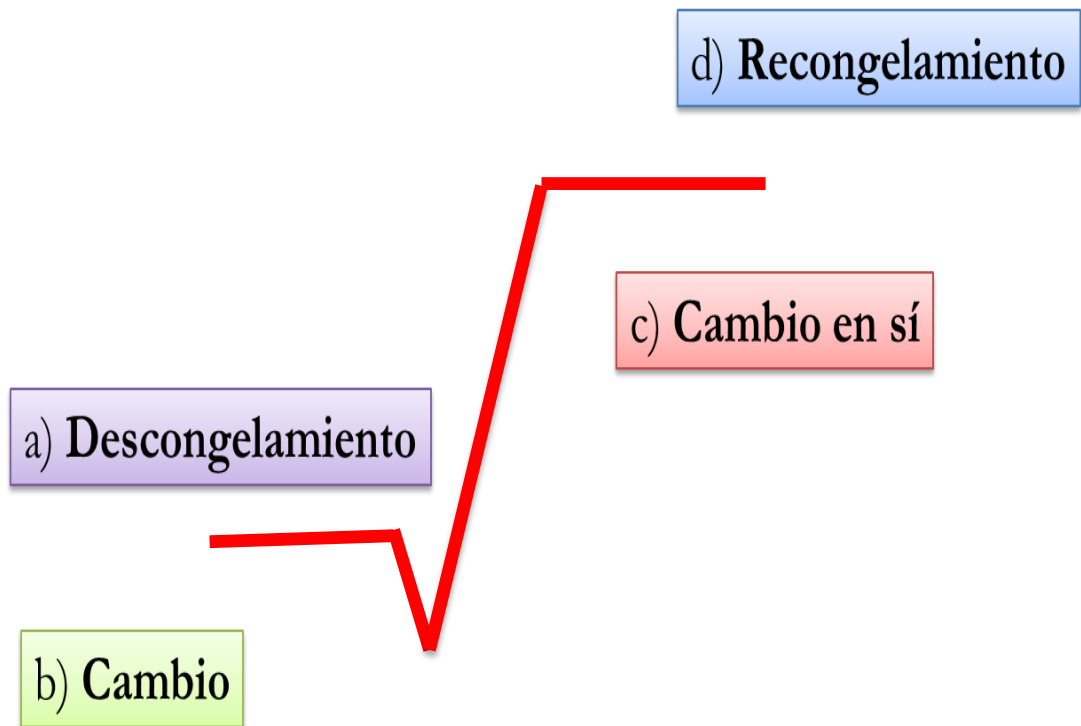 d) Recongelamiento
c) Cambio en sí
a) Descongelamiento
b) Cambio